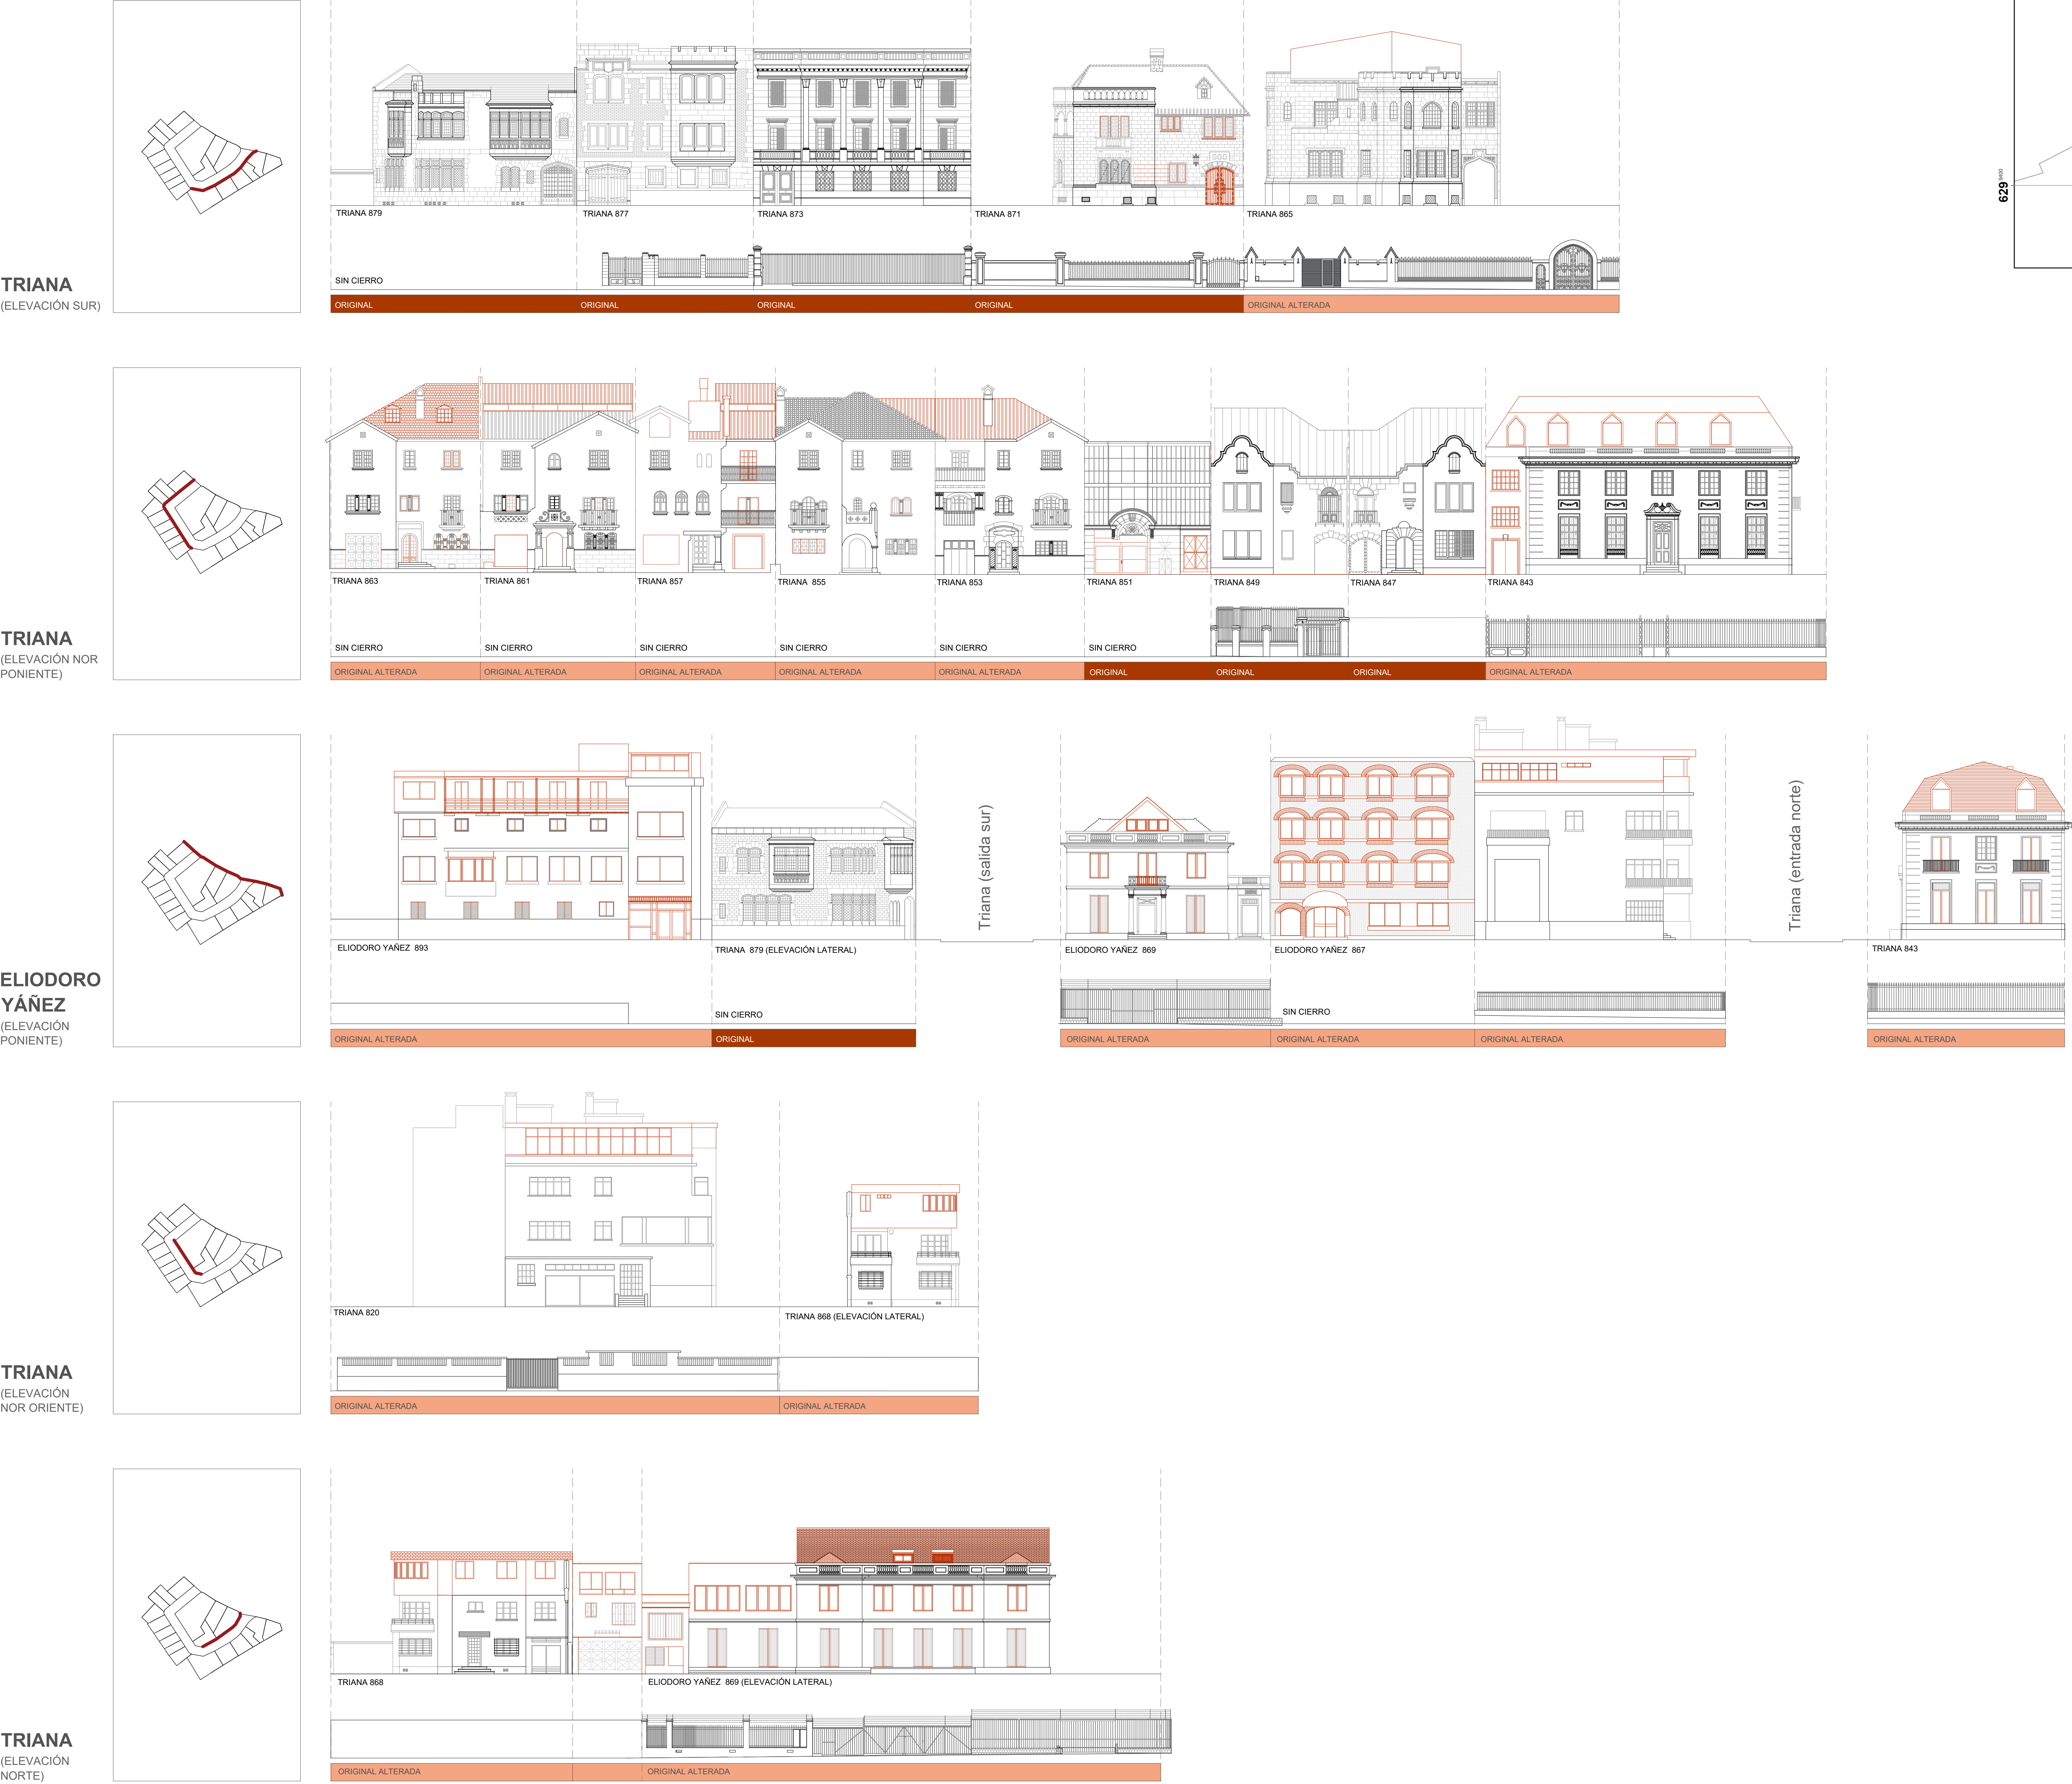 TRIANA 879
TRIANA 877
TRIANA 873
TRIANA 871
TRIANA 865
629 9400
TRIANA
(ELEVACIÓN SUR)
SIN CIERRO
ORIGINAL
ORIGINAL
ORIGINAL
ORIGINAL
ORIGINAL ALTERADA
TRIANA 863
TRIANA 861
TRIANA 857
TRIANA 855
TRIANA 853
TRIANA 851
TRIANA 849
TRIANA 847
TRIANA 843
TRIANA
(ELEVACIÓN NOR
PONIENTE)
SIN CIERRO
SIN CIERRO
SIN CIERRO
SIN CIERRO
SIN CIERRO
SIN CIERRO
ORIGINAL ALTERADA
ORIGINAL ALTERADA
ORIGINAL ALTERADA
ORIGINAL ALTERADA
ORIGINAL ALTERADA
ORIGINAL
ORIGINAL
ORIGINAL
ORIGINAL ALTERADA
Triana (salida sur)
Triana (entrada norte)
ELIODORO YAÑEZ 893
TRIANA 879 (ELEVACIÓN LATERAL)
ELIODORO YAÑEZ 869
ELIODORO YAÑEZ 867
TRIANA 843
ELIODORO
YÁÑEZ
(ELEVACIÓN
PONIENTE)
SIN CIERRO
SIN CIERRO
ORIGINAL ALTERADA
ORIGINAL
ORIGINAL ALTERADA
ORIGINAL ALTERADA
ORIGINAL ALTERADA
ORIGINAL ALTERADA
TRIANA 820
TRIANA 868 (ELEVACIÓN LATERAL)
TRIANA
(ELEVACIÓN
NOR ORIENTE)
ORIGINAL ALTERADA
ORIGINAL ALTERADA
TRIANA 868
ELIODORO YAÑEZ 869 (ELEVACIÓN LATERAL)
TRIANA
(ELEVACIÓN
NORTE)
ORIGINAL ALTERADA
ORIGINAL ALTERADA